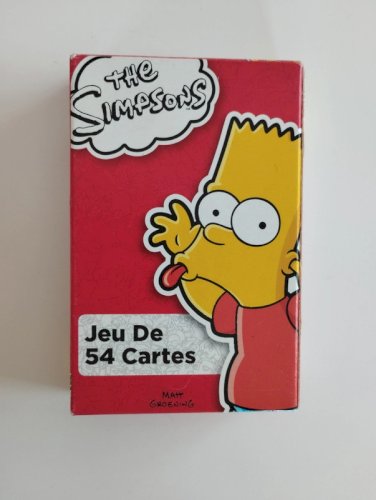 THE
SIMPSONS
Jeu De
54 Cartes
MATT
GROENING